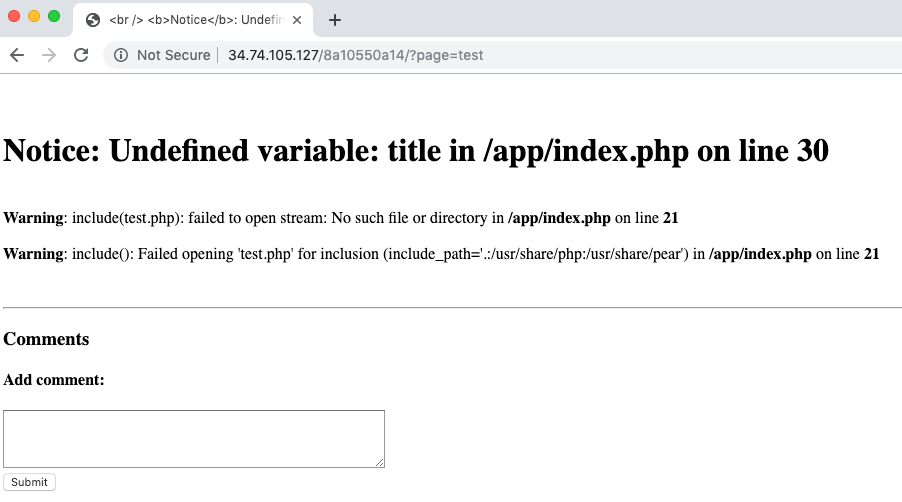 <br /> <b>Notice</b>: Undefin
Not Secure | 34.74.105.127/8a10550a14/?page=test
Notice: Undefined variable: title in /app/index.php on line 30
Warning: include(test.php): failed to open stream: No such file or directory in /app/index.php on line 21
Warning: include(): Failed opening 'test.php' for inclusion (include_path='.:/usr/share/php:/usr/share/pear') in /app/index.php on line 21
Comments
Add comment:
Submit